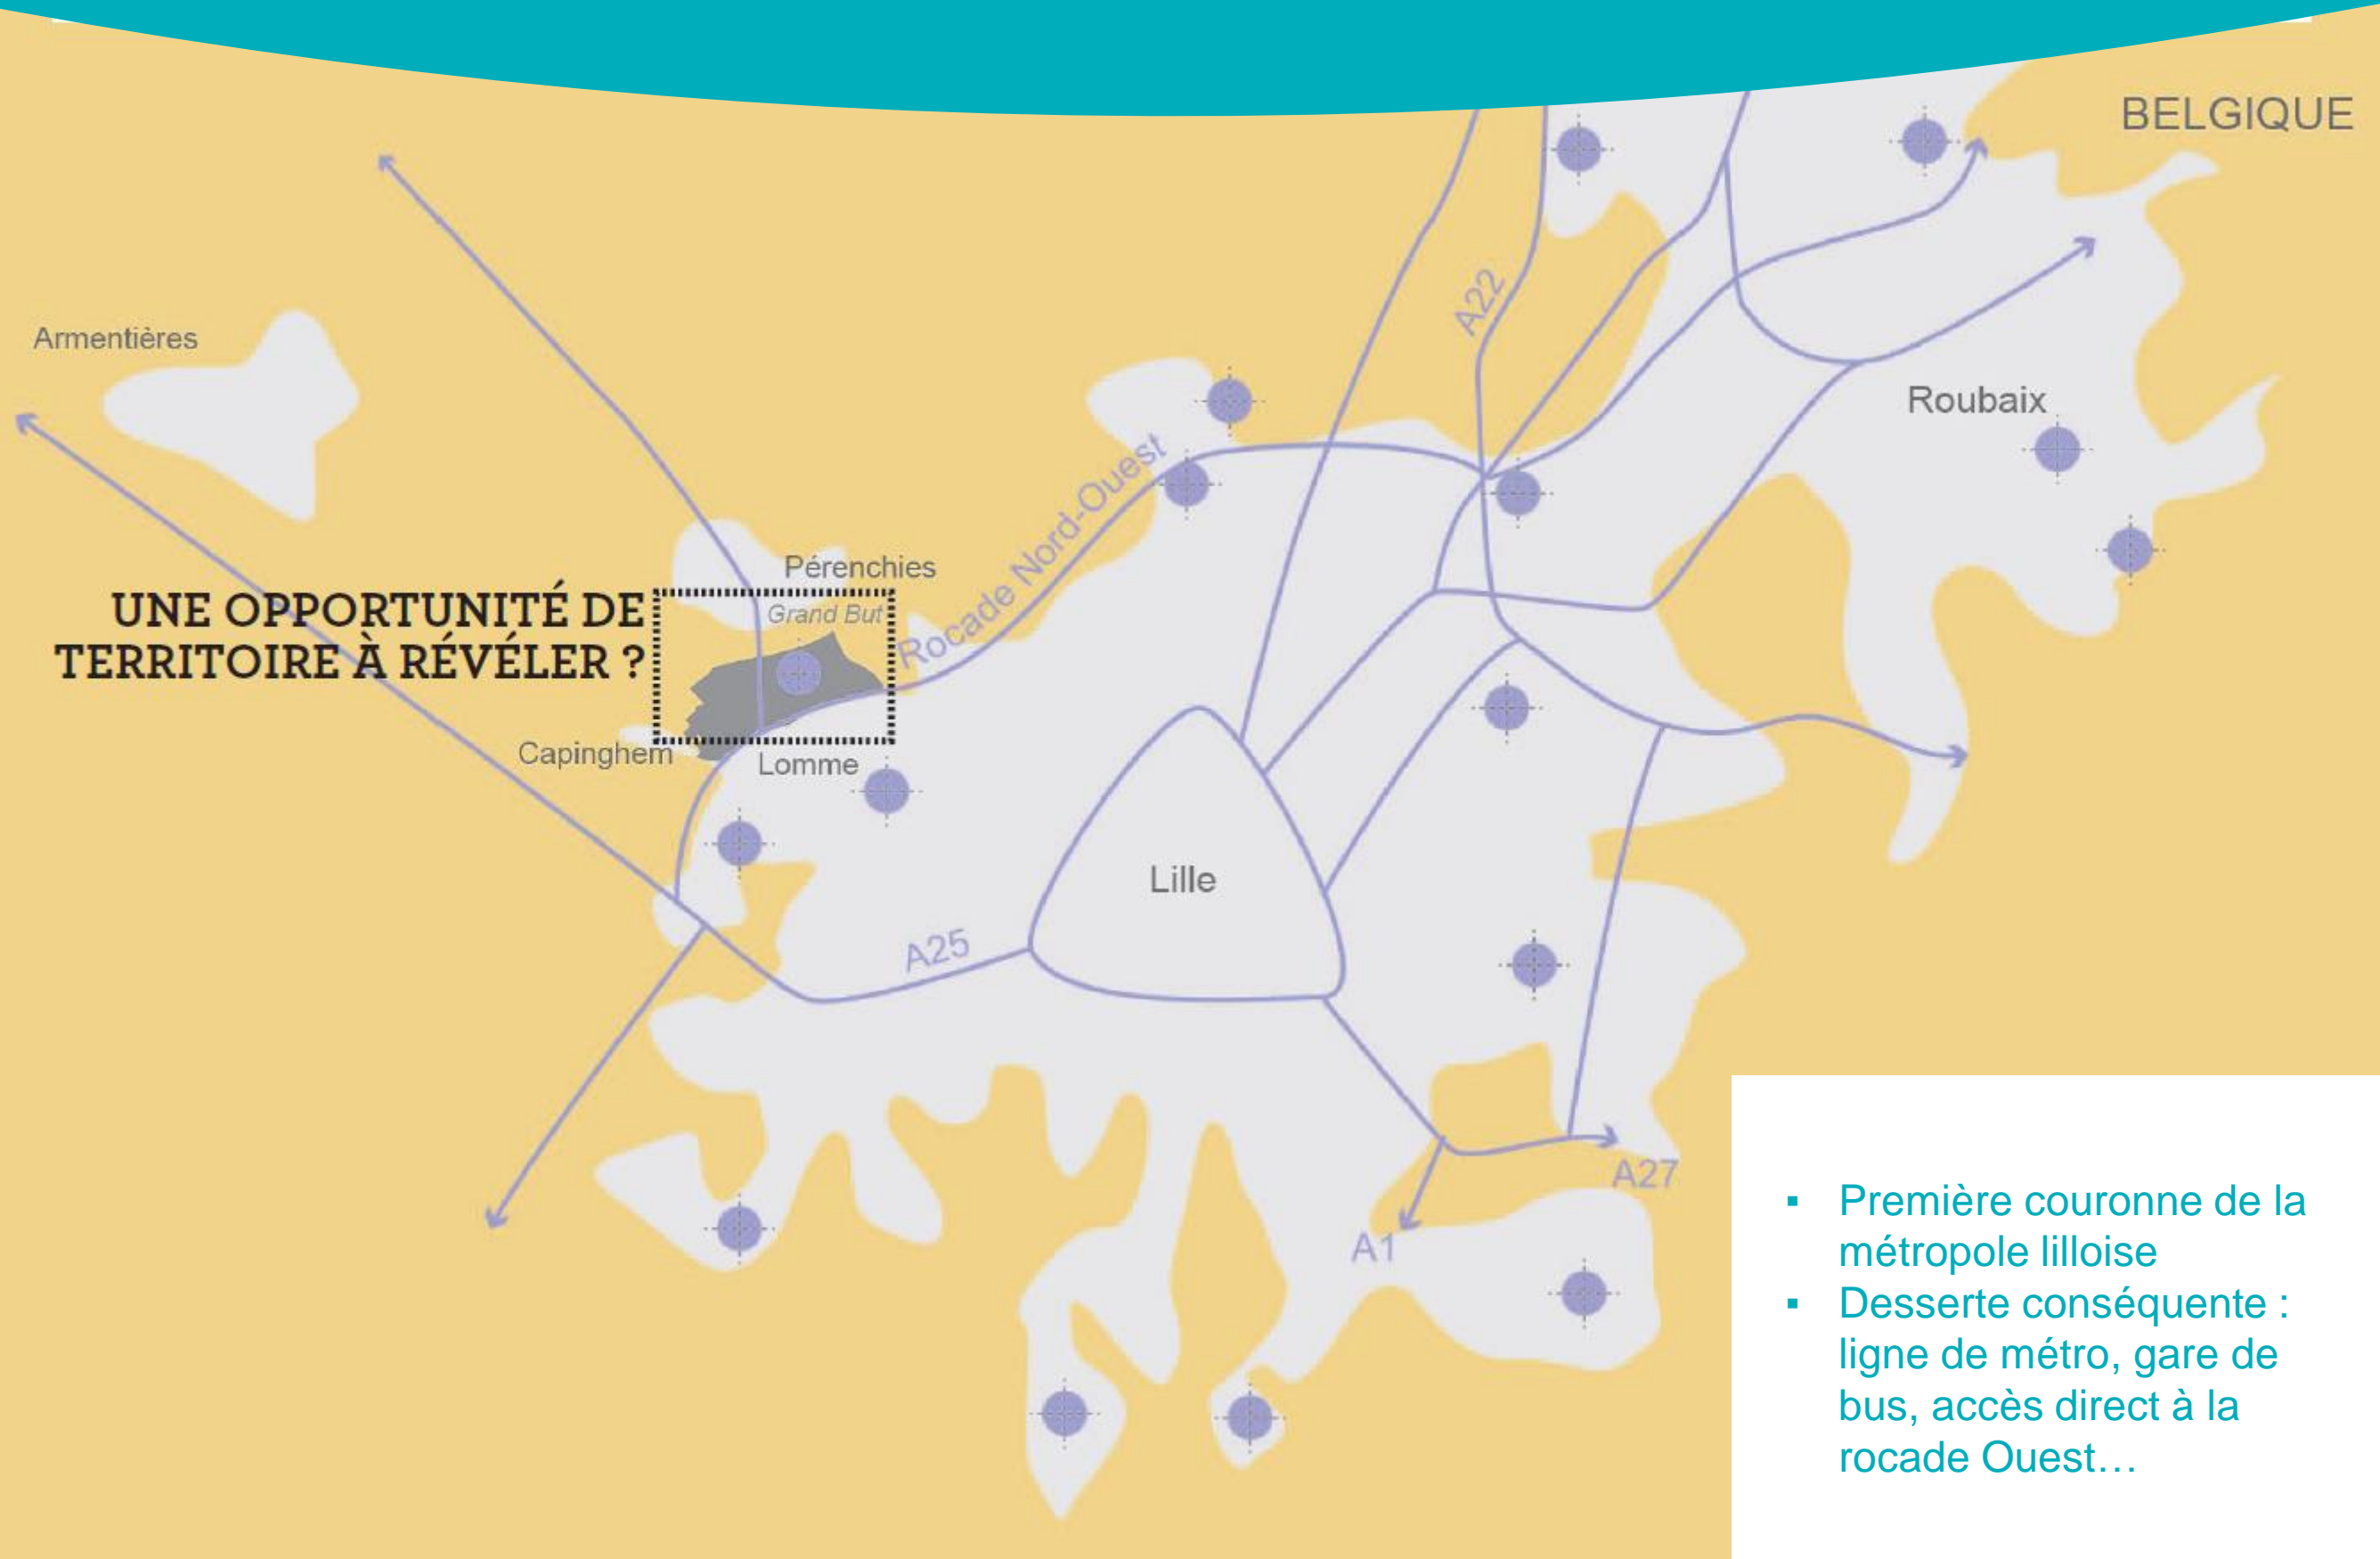 BELGIQUE
A22
Armentières
Roubaix
Rocade Nord-Ouest
Pérenchies
UNE OPPORTUNITÉ DE
TERRITOIRE À RÉVÉLER ?
Grand But
Capinghem
Lomme
Lille
A25
A27
A1
▪ Première couronne de la
métropole lilloise
▪ Desserte conséquente :
ligne de métro, gare de
bus, accès direct à la
rocade Ouest…